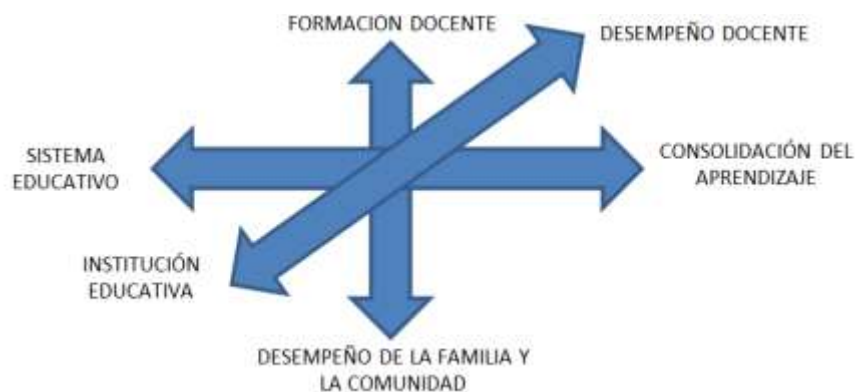 FORMACION DOCENTE
DESEMPEÑO DOCENTE
SISTEMA
EDUCATIVO
CONSOLIDACIÓN DEL
APRENDIZAJE
INSTITUCIÓN
EDUCATIVA
DESEMPEÑO DE LA FAMILIA Y
LA COMUNIDAD